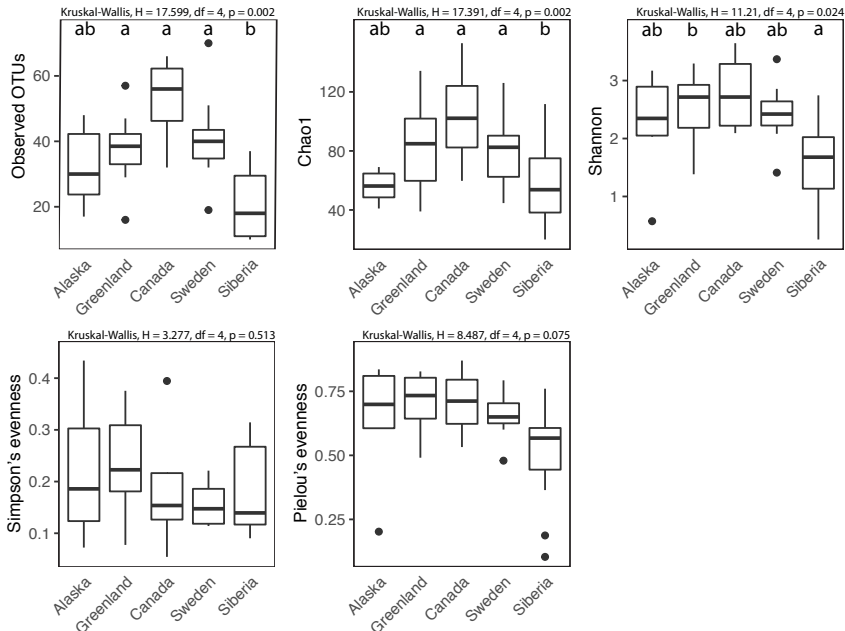 Kruskal-Wallis, H = 17.599, df = 4, p = 0.002
ab a a a b
Observed OTUs
60
40
20
Alaska
Greenland
Canada
Sweden
Siberia
Kruskal-Wallis, H = 17.391, df = 4, p = 0.002
ab a a a b
Chao1
120
80
40
Alaska
Greenland
Canada
Sweden
Siberia
Kruskal-Wallis, H = 11.21, df = 4, p = 0.024
ab b ab ab a
Shannon
3
2
1
Alaska
Greenland
Canada
Sweden
Siberia
Kruskal-Wallis, H = 3.277, df = 4, p = 0.513
Simpson's evenness
0.4
0.3
0.2
0.1
Alaska
Greenland
Canada
Sweden
Siberia
Kruskal-Wallis, H = 8.487, df = 4, p = 0.075
Pielou's evenness
0.75
0.50
0.25
Alaska
Greenland
Canada
Sweden
Siberia